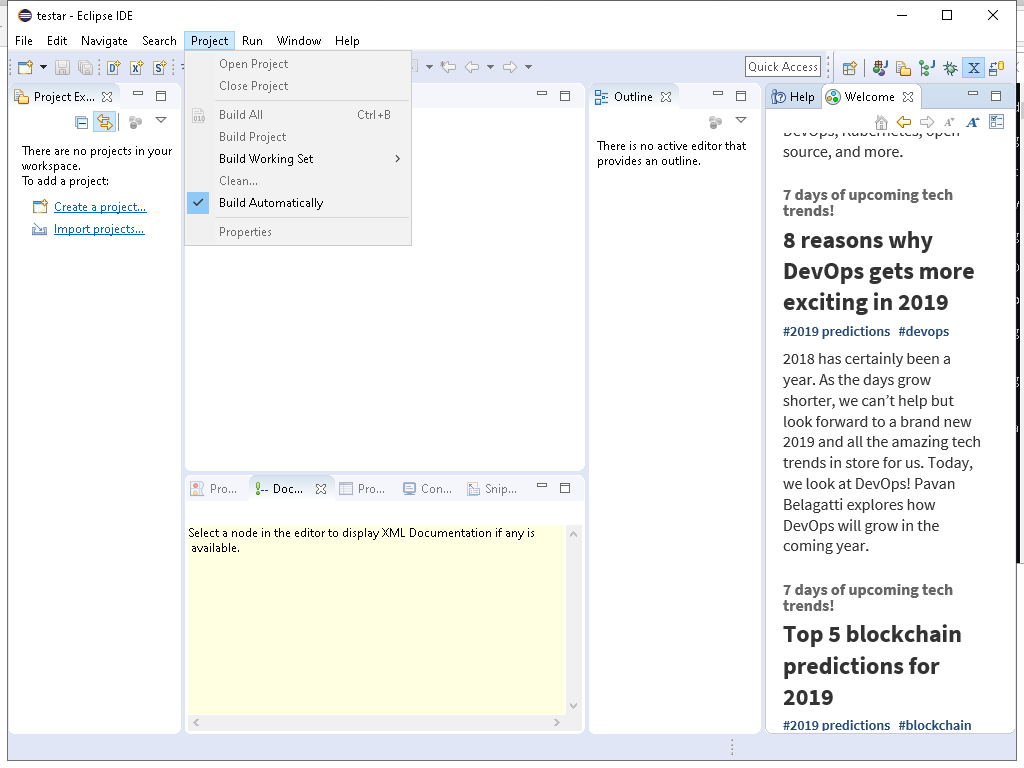 testar - Eclipse IDE
File Edit Navigate Search Project Run Window Help
Open Project
Close Project
Build All Ctrl+B
Build Project
Build Working Set
Clean...
Build Automatically
Properties
Quick Access
Project Ex...
There are no projects in your
workspace.
To add a project:
Create a project...
Import projects...
Outline
There is no active editor that
provides an outline.
Help Welcome
DevOps, Kubernetes, open
source, and more.
7 days of upcoming tech
trends!
8 reasons why
DevOps gets more
exciting in 2019
#2019 predictions #devops
2018 has certainly been a
year. As the days grow
shorter, we can’t help but
look forward to a brand new
2019 and all the amazing tech
trends in store for us. Today,
we look at DevOps! Pavan
Belagatti explores how
DevOps will grow in the
coming year.
7 days of upcoming tech
trends!
Top 5 blockchain
predictions for
2019
#2019 predictions #blockchain
Pro... Doc... Pro... Con... Snip...
Select a node in the editor to display XML Documentation if any is
available.